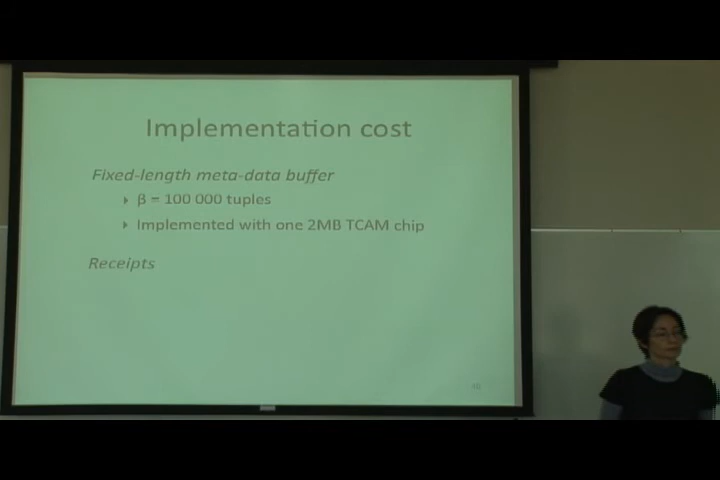 Implementation cost
Fixed-length meta-data buffer
β = 100 000 tuples
Implemented with one 2MB TCAM chip
Receipts